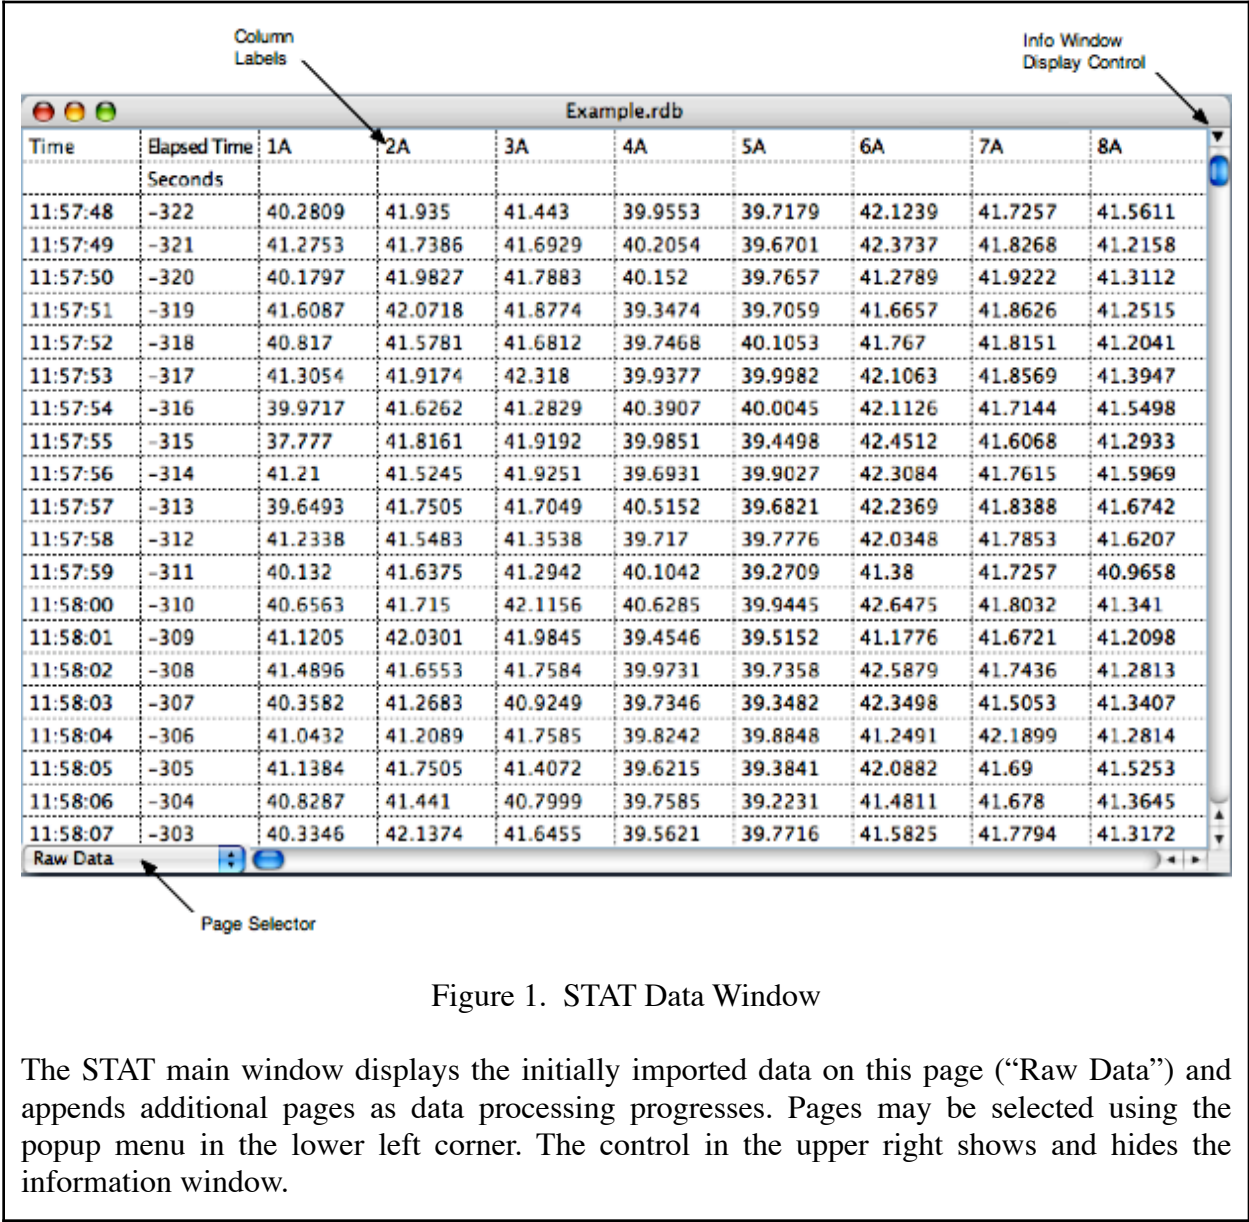 Column
Labels
Info Window
Display Control
Example.rdb
Time Elapsed Time 1A 2A 3A 4A 5A 6A 7A 8A
Seconds
11:57:48 -322 40.2809 41.935 41.443 39.9553 39.7179 42.1239 41.7257 41.5611
11:57:49 -321 41.2753 41.7386 41.6929 40.2054 39.6701 42.3737 41.8268 41.2158
11:57:50 -320 40.1797 41.9827 41.7883 40.152 39.7657 41.2789 41.9222 41.3112
11:57:51 -319 41.6087 42.0718 41.8774 39.3474 39.7059 41.6657 41.8626 41.2515
11:57:52 -318 40.817 41.5781 41.6812 39.7468 40.1053 41.767 41.8151 41.2041
11:57:53 -317 41.3054 41.9174 42.318 39.9377 39.9982 42.1063 41.8569 41.3947
11:57:54 -316 39.9717 41.6262 41.2829 40.3907 40.0045 42.1126 41.7144 41.5498
11:57:55 -315 37.777 41.8161 41.9192 39.9851 39.4498 42.4512 41.6068 41.2933
11:57:56 -314 41.21 41.5245 41.9251 39.6931 39.9027 42.3084 41.7615 41.5969
11:57:57 -313 39.6493 41.7505 41.7049 40.5152 39.6821 42.2369 41.8388 41.6742
11:57:58 -312 41.2338 41.5483 41.3538 39.717 39.7776 42.0348 41.7853 41.6207
11:57:59 -311 40.132 41.6375 41.2942 40.1042 39.2709 41.38 41.7257 40.9658
11:58:00 -310 40.6563 41.715 42.1156 40.6285 39.9445 42.6475 41.8032 41.341
11:58:01 -309 41.1205 42.0301 41.9845 39.4546 39.5152 41.1776 41.6721 41.2098
11:58:02 -308 41.4896 41.6553 41.7584 39.9731 39.7358 42.5879 41.7436 41.2813
11:58:03 -307 40.3582 41.2683 40.9249 39.7346 39.3482 42.3498 41.5053 41.3407
11:58:04 -306 41.0432 41.2089 41.7585 39.8242 39.8848 41.2491 42.1899 41.2814
11:58:05 -305 41.1384 41.7505 41.4072 39.6215 39.3841 42.0882 41.69 41.5253
11:58:06 -304 40.8287 41.441 40.7999 39.7585 39.2231 41.4811 41.678 41.3645
11:58:07 -303 40.3346 42.1374 41.6455 39.5621 39.7716 41.5825 41.7794 41.3172
Raw Data
Page Selector
Figure 1. STAT Data Window
The STAT main window displays the initially imported data on this page (“Raw Data”) and
appends additional pages as data processing progresses. Pages may be selected using the
popup menu in the lower left corner. The control in the upper right shows and hides the
information window.